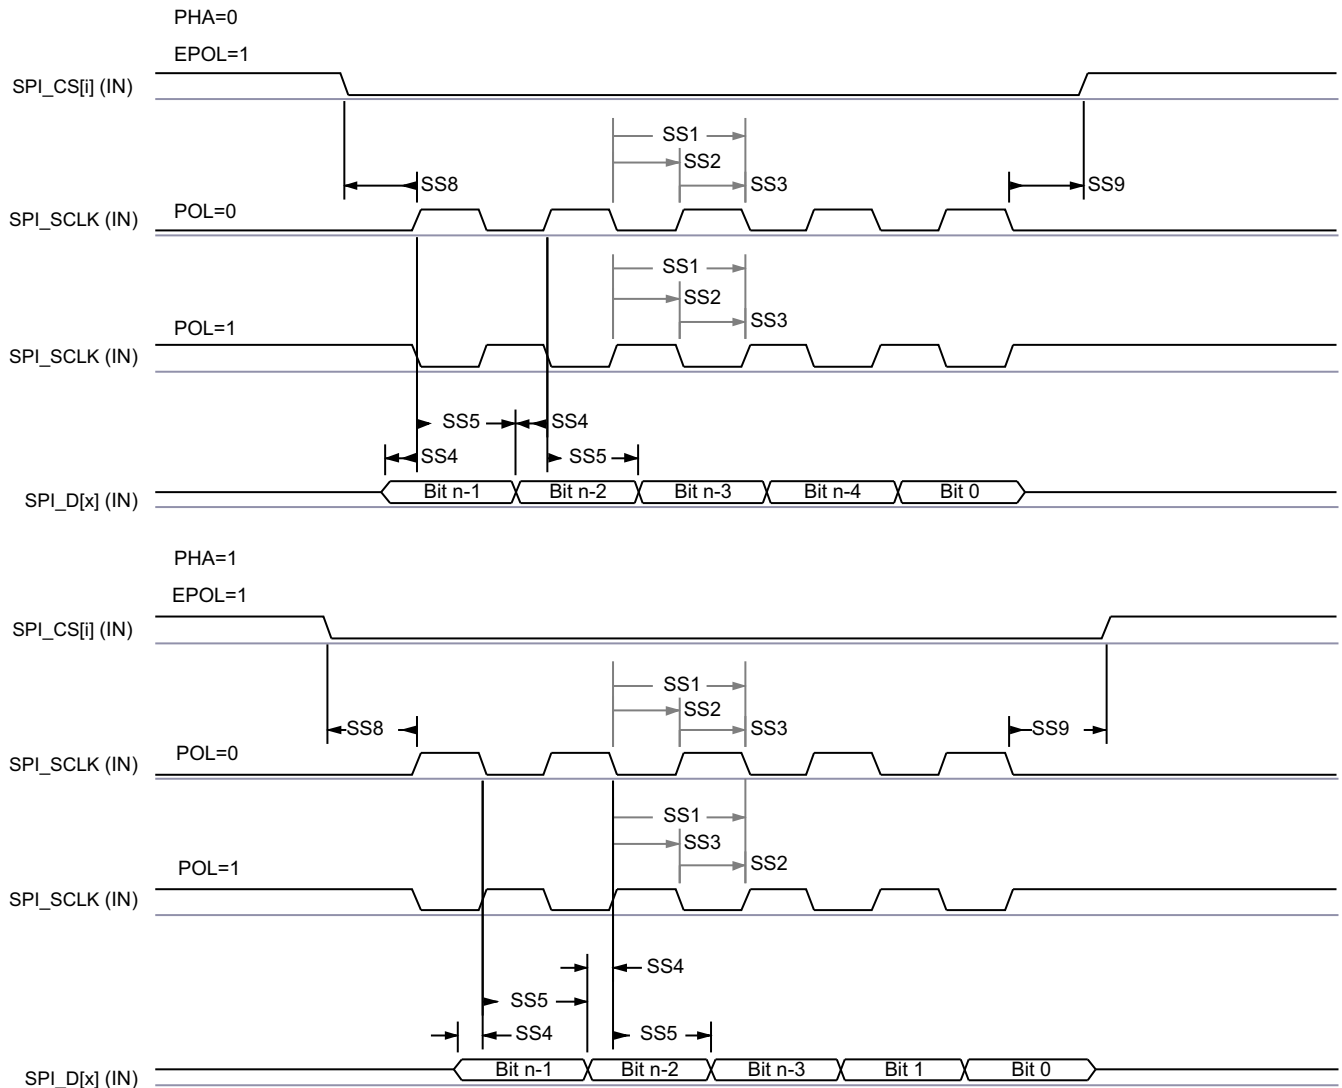 PHA=0
EPOL=1
SPI_CS[i] (IN)
SS1
SS2
SS8
SS3
SS9
POL=0
SPI_SCLK (IN)
SS1
SS2
SS3
POL=1
SPI_SCLK (IN)
SS5
SS4
SS4
SS5
SPI_D[x] (IN)
Bit n-1
Bit n-2
Bit n-3
Bit n-4
Bit 0
PHA=1
EPOL=1
SPI_CS[i] (IN)
SS1
SS2
SS8
SS3
SS9
POL=0
SPI_SCLK (IN)
SS1
SS3
SS2
POL=1
SPI_SCLK (IN)
SS4
SS5
SS4
SS5
SPI_D[x] (IN)
Bit n-1
Bit n-2
Bit n-3
Bit 1
Bit 0